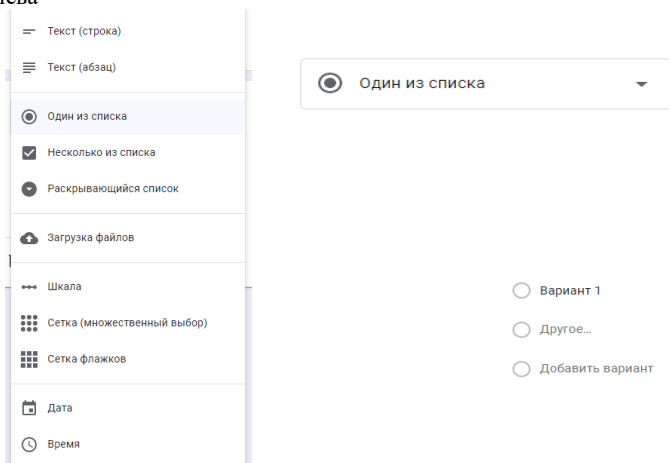 Текст (строка)
Текст (абзац)
Один из списка
Несколько из списка
Раскрывающийся список
Загрузка файлов
Шкала
Сетка (множественный выбор)
Сетка флажков
Дата
Время
Один из списка
Вариант 1
Другое...
Добавить вариант